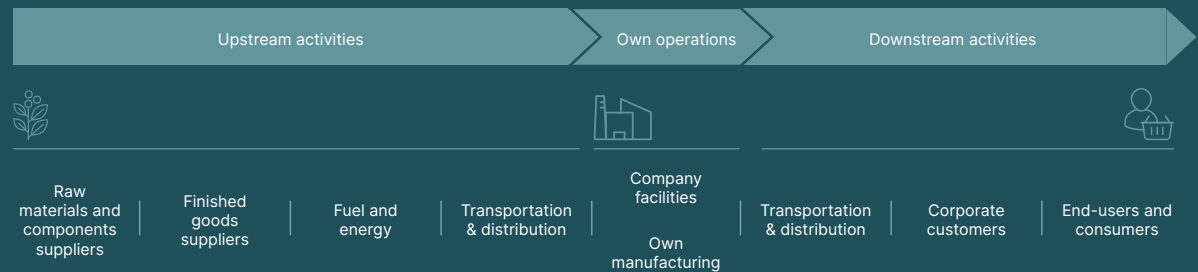 Upstream activities
Own operations
Downstream activities
Raw
materials and
components
suppliers
Finished
goods
suppliers
Fuel and
energy
Transportation
& distribution
Company
facilities
Own
manufacturing
Transportation
& distribution
Corporate
customers
End-users and
consumers